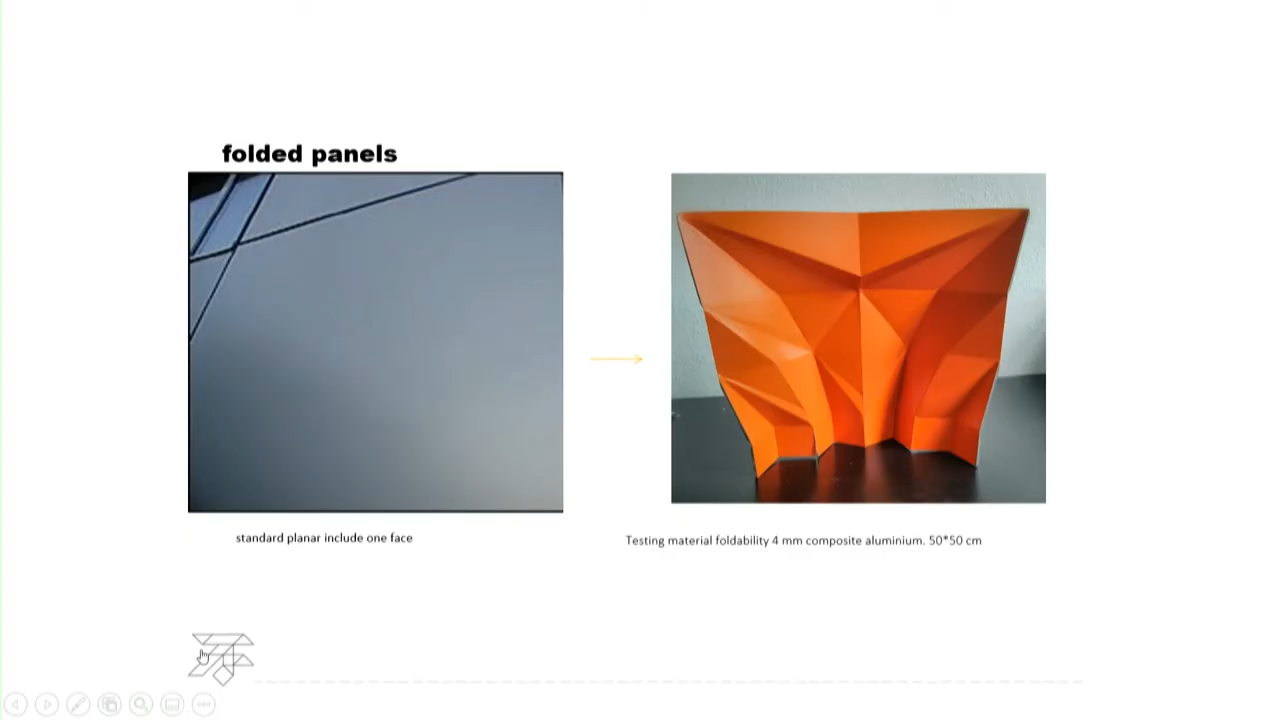 folded panels
standard planar include one face
Testing material foldability 4 mm composite aluminium. 50*50 cm